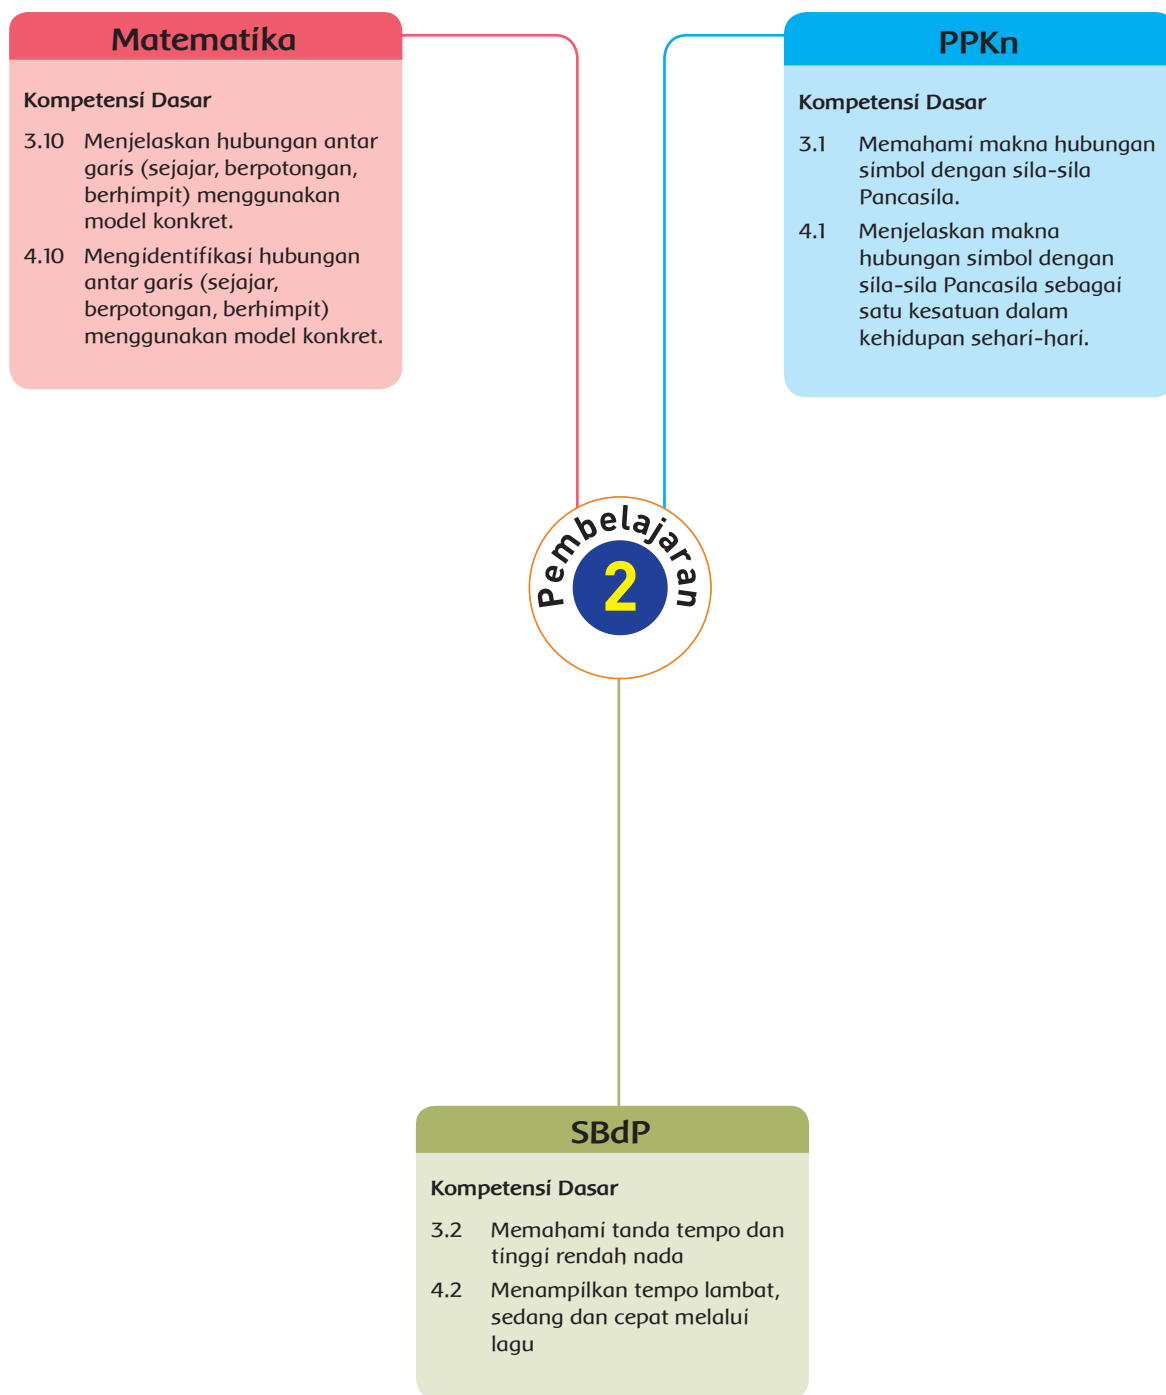 Matematika
Kompetensi Dasar
3.10 Menjelaskan hubungan antar
garis (sejajar, berpotongan,
berhimpit) menggunakan
model konkret.
4.10 Mengidentifikasi hubungan
antar garis (sejajar,
berpotongan, berhimpit)
menggunakan model konkret.
PPKn
Kompetensi Dasar
3.1 Memahami makna hubungan
simbol dengan sila-sila
Pancasila.
4.1 Menjelaskan makna
hubungan simbol dengan
sila-sila Pancasila sebagai
satu kesatuan dalam
kehidupan sehari-hari.
Pembelajaran
2
SBdP
Kompetensi Dasar
3.2 Memahami tanda tempo dan
tinggi rendah nada
4.2 Menampilkan tempo lambat,
sedang dan cepat melalui
lagu